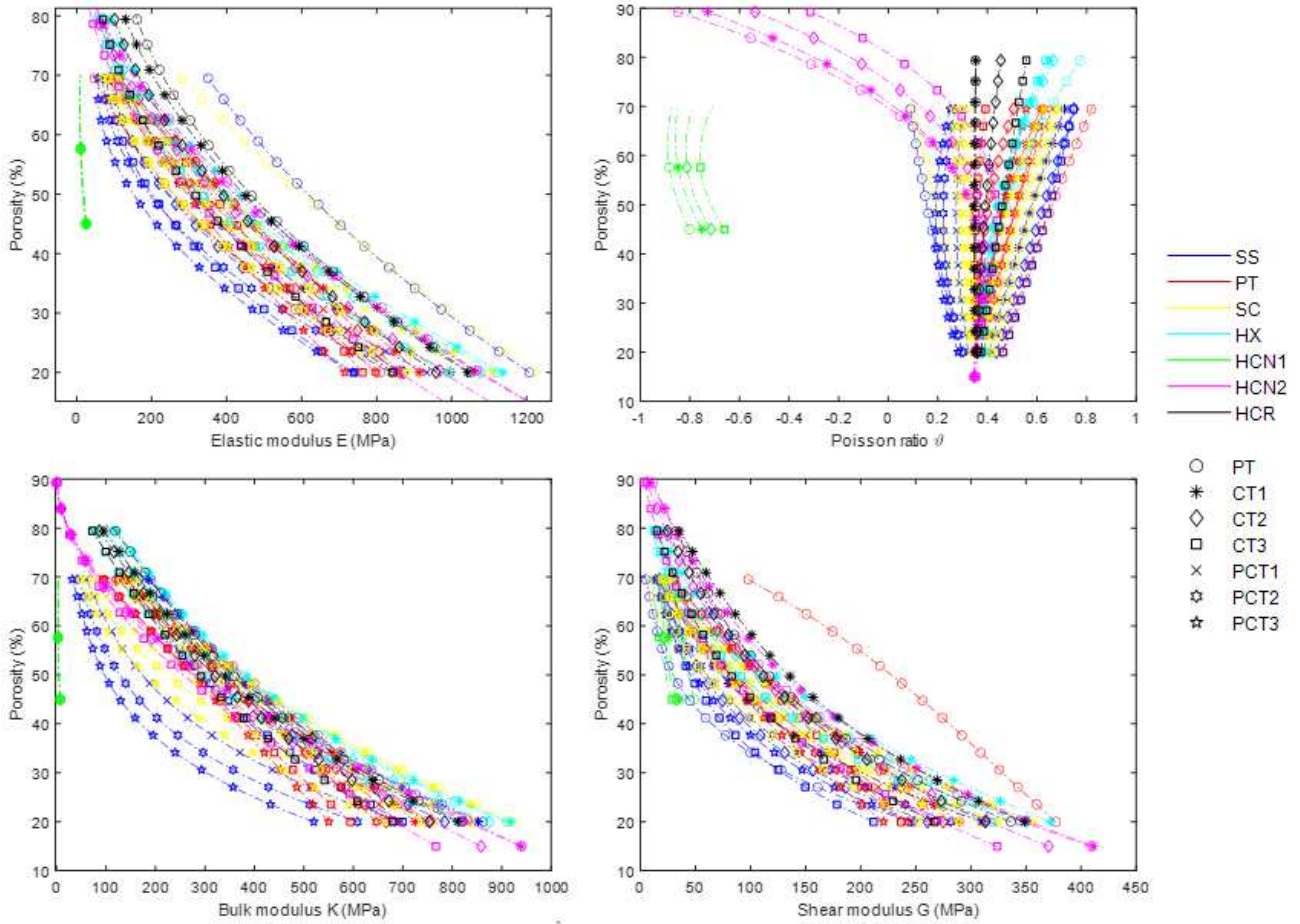 80
70
60
50
40
30
20
Porosity (%)
0 200 400 600 800 1000 1200
Elastic modulus E (MPa)
90
80
70
60
50
40
30
20
10
Porosity (%)
-1 -0.8 -0.6 -0.4 -0.2 0 0.2 0.4 0.6 0.8 1
Poisson ratio ϑ
SS
PT
SC
HX
HCN1
HCN2
HCR
PT
CT1
CT2
CT3
PCT1
PCT2
PCT3
90
80
70
60
50
40
30
20
10
Porosity (%)
0 100 200 300 400 500 600 700 800 900 1000
Bulk modulus K (MPa)
90
80
70
60
50
40
30
20
10
Porosity (%)
0 50 100 150 200 250 300 350 400 450
Shear modulus G (MPa)